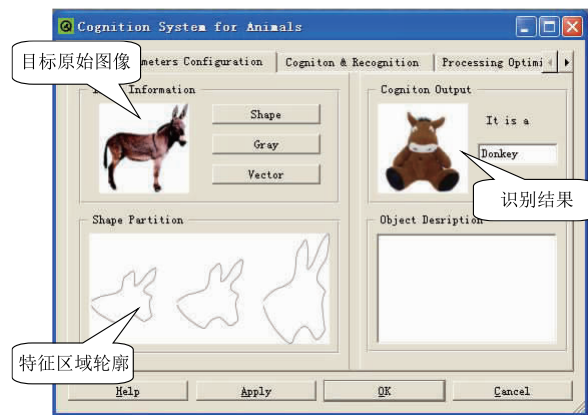 Cognition System for Animals
目标原始图像
meters Configuration
Cogniton & Recognition
Processing Optimi
Information
Shape
Gray
Vector
Cogniton Output
It is a
Donkey
识别结果
Shape Partition
Object Desription
特征区域轮廓
Help
Apply
OK
Cancel